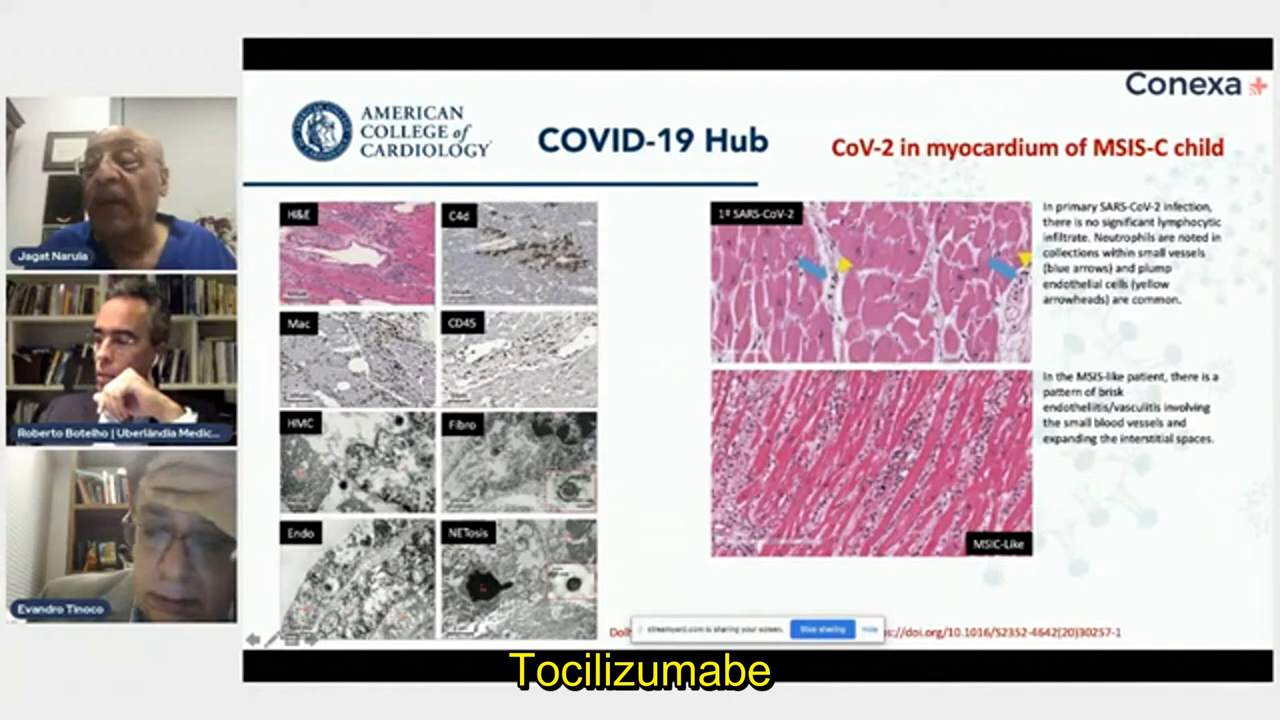 Conexa
AMERICAN
COLLEGE of
CARDIOLOGY
COVID-19 Hub
CoV-2 in myocardium of MSIS-C child
H&E
C4d
Mac
CD45
HMC
Fibro
Endo
NETosis
1º SARS-CoV-2
In primary SARS-CoV-2 infection,
there is no significant lymphocytic
infiltrate. Neutrophils are noted in
collections within small vessels
(blue arrows) and plump
endothelial cells (yellow
arrowheads) are common.
MSIC-Like
In the MSIS-like patient, there is a
pattern of brisk
endotheliitis/vasculitis involving
the small blood vessels and
expanding the interstitial spaces.
Jagat Narula
Roberto Botelho | Uberlândia Medic...
Evandro Tinoco
streamyard.com is sharing your screen.
Stop sharing
Hide
s://doi.org/10.1016/S2352-4642(20)30257-1
Tocilizumabe